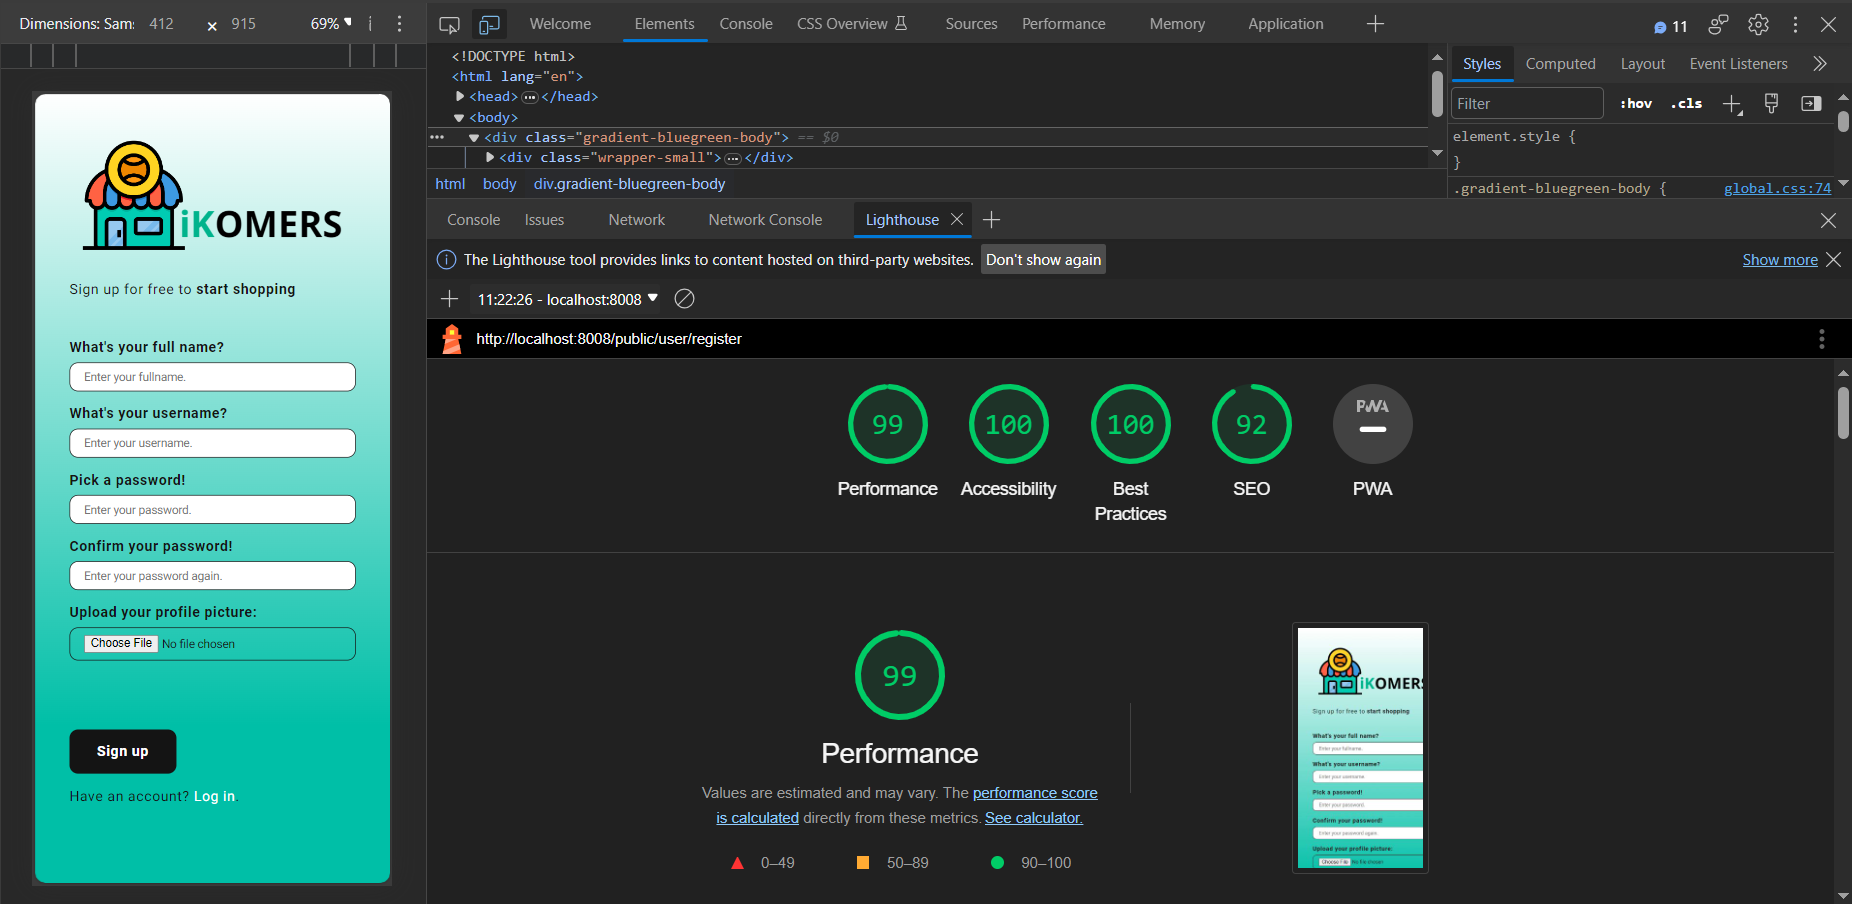 Dimensions: Sam 412 × 915 69%
Welcome Elements Console CSS Overview Sources Performance Memory Application 11
<!DOCTYPE html>
<html lang="en">
<head> ··· </head>
<body>
··· <div class="gradient-bluegreen-body"> == $0
<div class="wrapper-small"> ··· </div>
html body div.gradient-bluegreen-body
Styles Computed Layout Event Listeners
Filter :hov .cls
element.style {
}
.gradient-bluegreen-body { global.css:74
Console Issues Network Network Console Lighthouse
The Lighthouse tool provides links to content hosted on third-party websites. Don't show again Show more
11:22:26 - localhost:8008
http://localhost:8008/public/user/register
99 100 100 92 PWA
Performance Accessibility Best Practices SEO PWA
99
Performance
Values are estimated and may vary. The performance score
is calculated directly from these metrics. See calculator.
0–49 50–89 90–100
iKOMERS
Sign up for free to start shopping
What's your full name?
Enter your fullname.
What's your username?
Enter your username.
Pick a password!
Enter your password.
Confirm your password!
Enter your password again.
Upload your profile picture:
Choose File No file chosen
Sign up
Have an account? Log in.
iKOMERS
Sign up for free to start shopping
What's your full name?
Enter your fullname.
What's your username?
Enter your username.
Pick a password!
Enter your password.
Confirm your password!
Enter your password again.
Upload your profile picture:
Choose File No file chosen